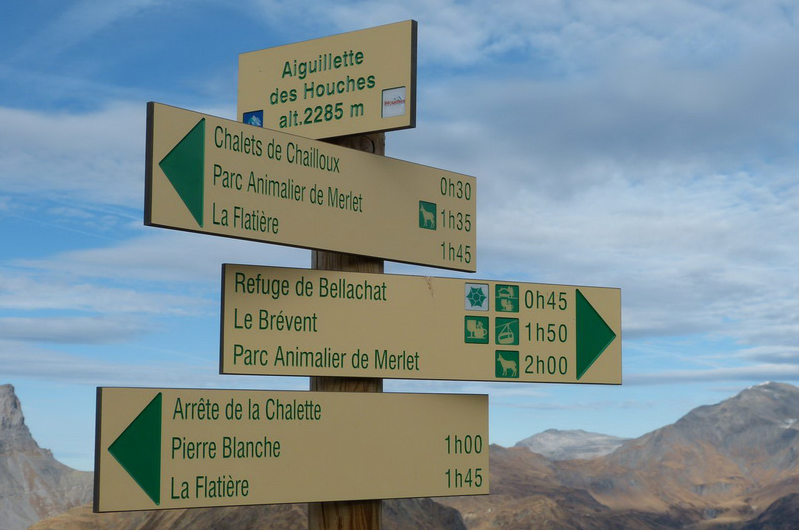 Aiguillette
des Houches
alt.2285 m
Chalets de Chailloux 0h30
Parc Animalier de Merlet 1h35
La Flatière 1h45
Refuge de Bellachat 0h45
Le Brévent 1h50
Parc Animalier de Merlet 2h00
Arrête de la Chalette
Pierre Blanche 1h00
La Flatière 1h45